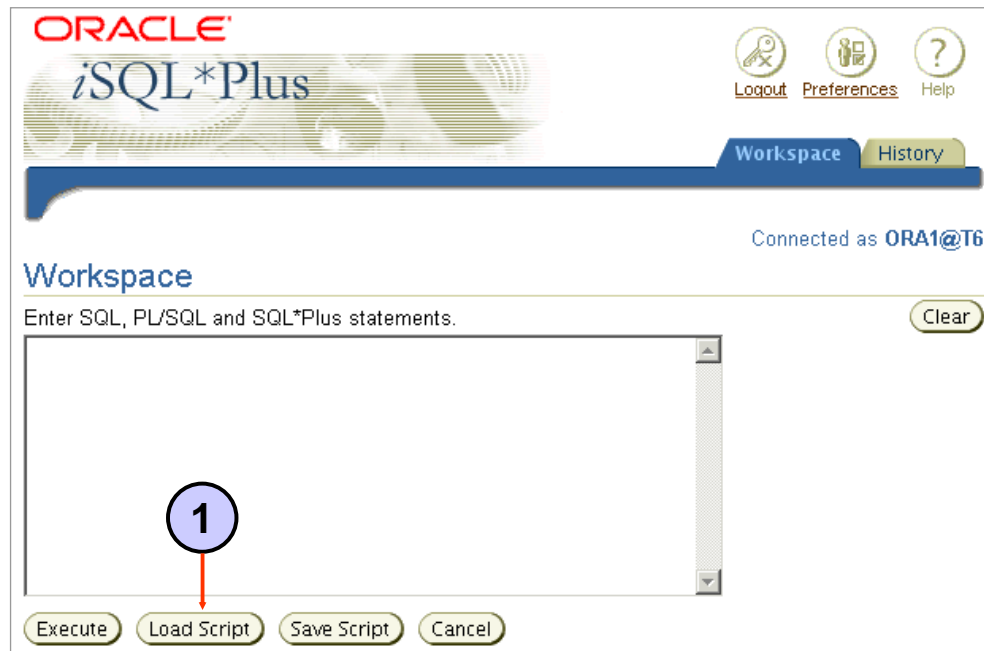 ORACLE
iSQL*Plus
Logout Preferences Help
Workspace History
Connected as ORA1@T6
Workspace
Enter SQL, PL/SQL and SQL*Plus statements.
Clear
1
Execute Load Script Save Script Cancel